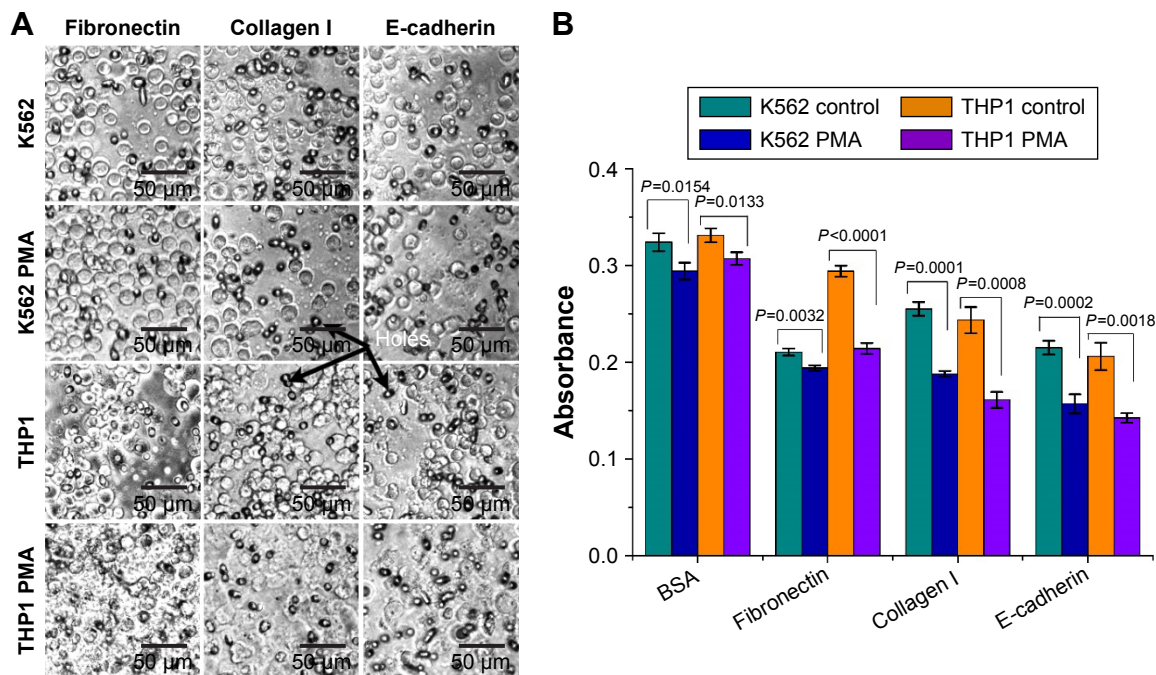 A
Fibronectin Collagen I E-cadherin
K562
50 µm 50 µm 50 µm
K562 PMA
50 µm 50 µm 50 µm
Holes
THP1
50 µm 50 µm 50 µm
THP1 PMA
50 µm 50 µm 50 µm
B
K562 control THP1 control
K562 PMA THP1 PMA
Absorbance
0.4
0.3
0.2
0.1
0.0
P=0.0154
P=0.0133
P=0.0032
P<0.0001
P=0.0001
P=0.0008
P=0.0002
P=0.0018
BSA
Fibronectin
Collagen I
E-cadherin